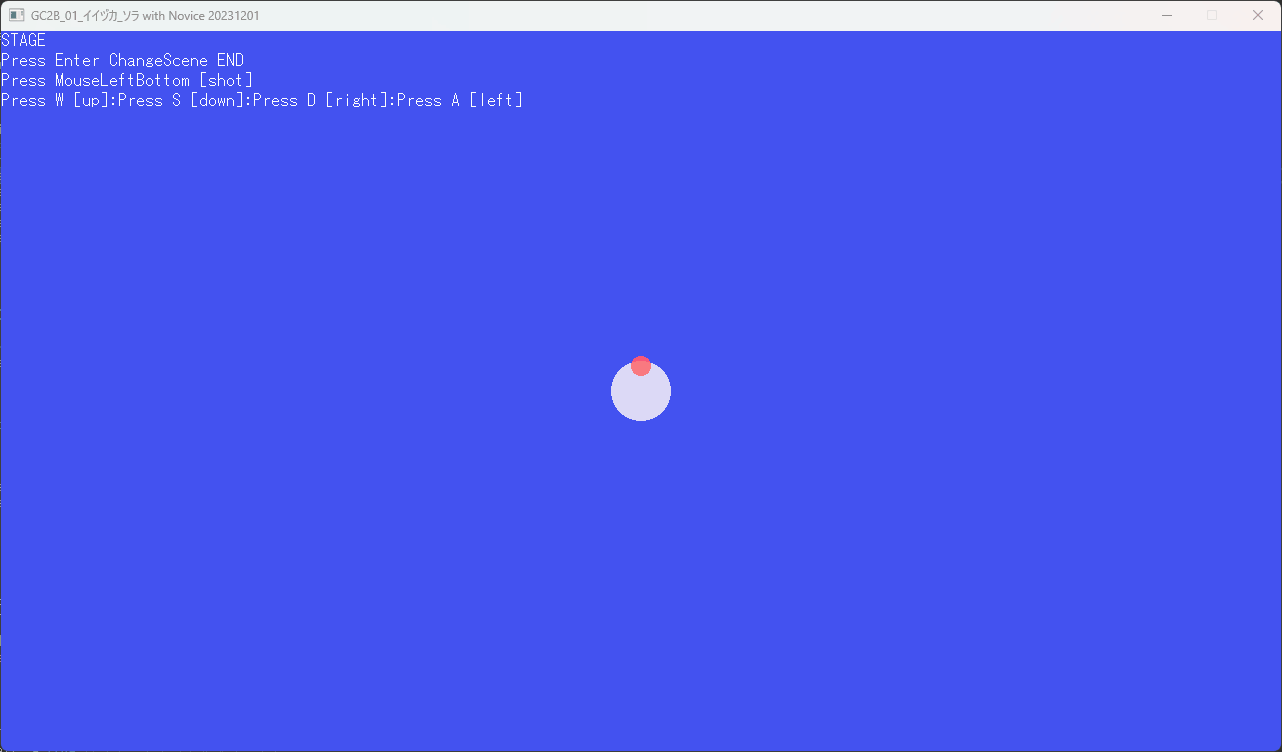 GC2B_01_イイヅカ_ソラ with Novice 20231201
STAGE
Press Enter ChangeScene END
Press MouseLeftBottom [shot]
Press W [up]:Press S [down]:Press D [right]:Press A [left]